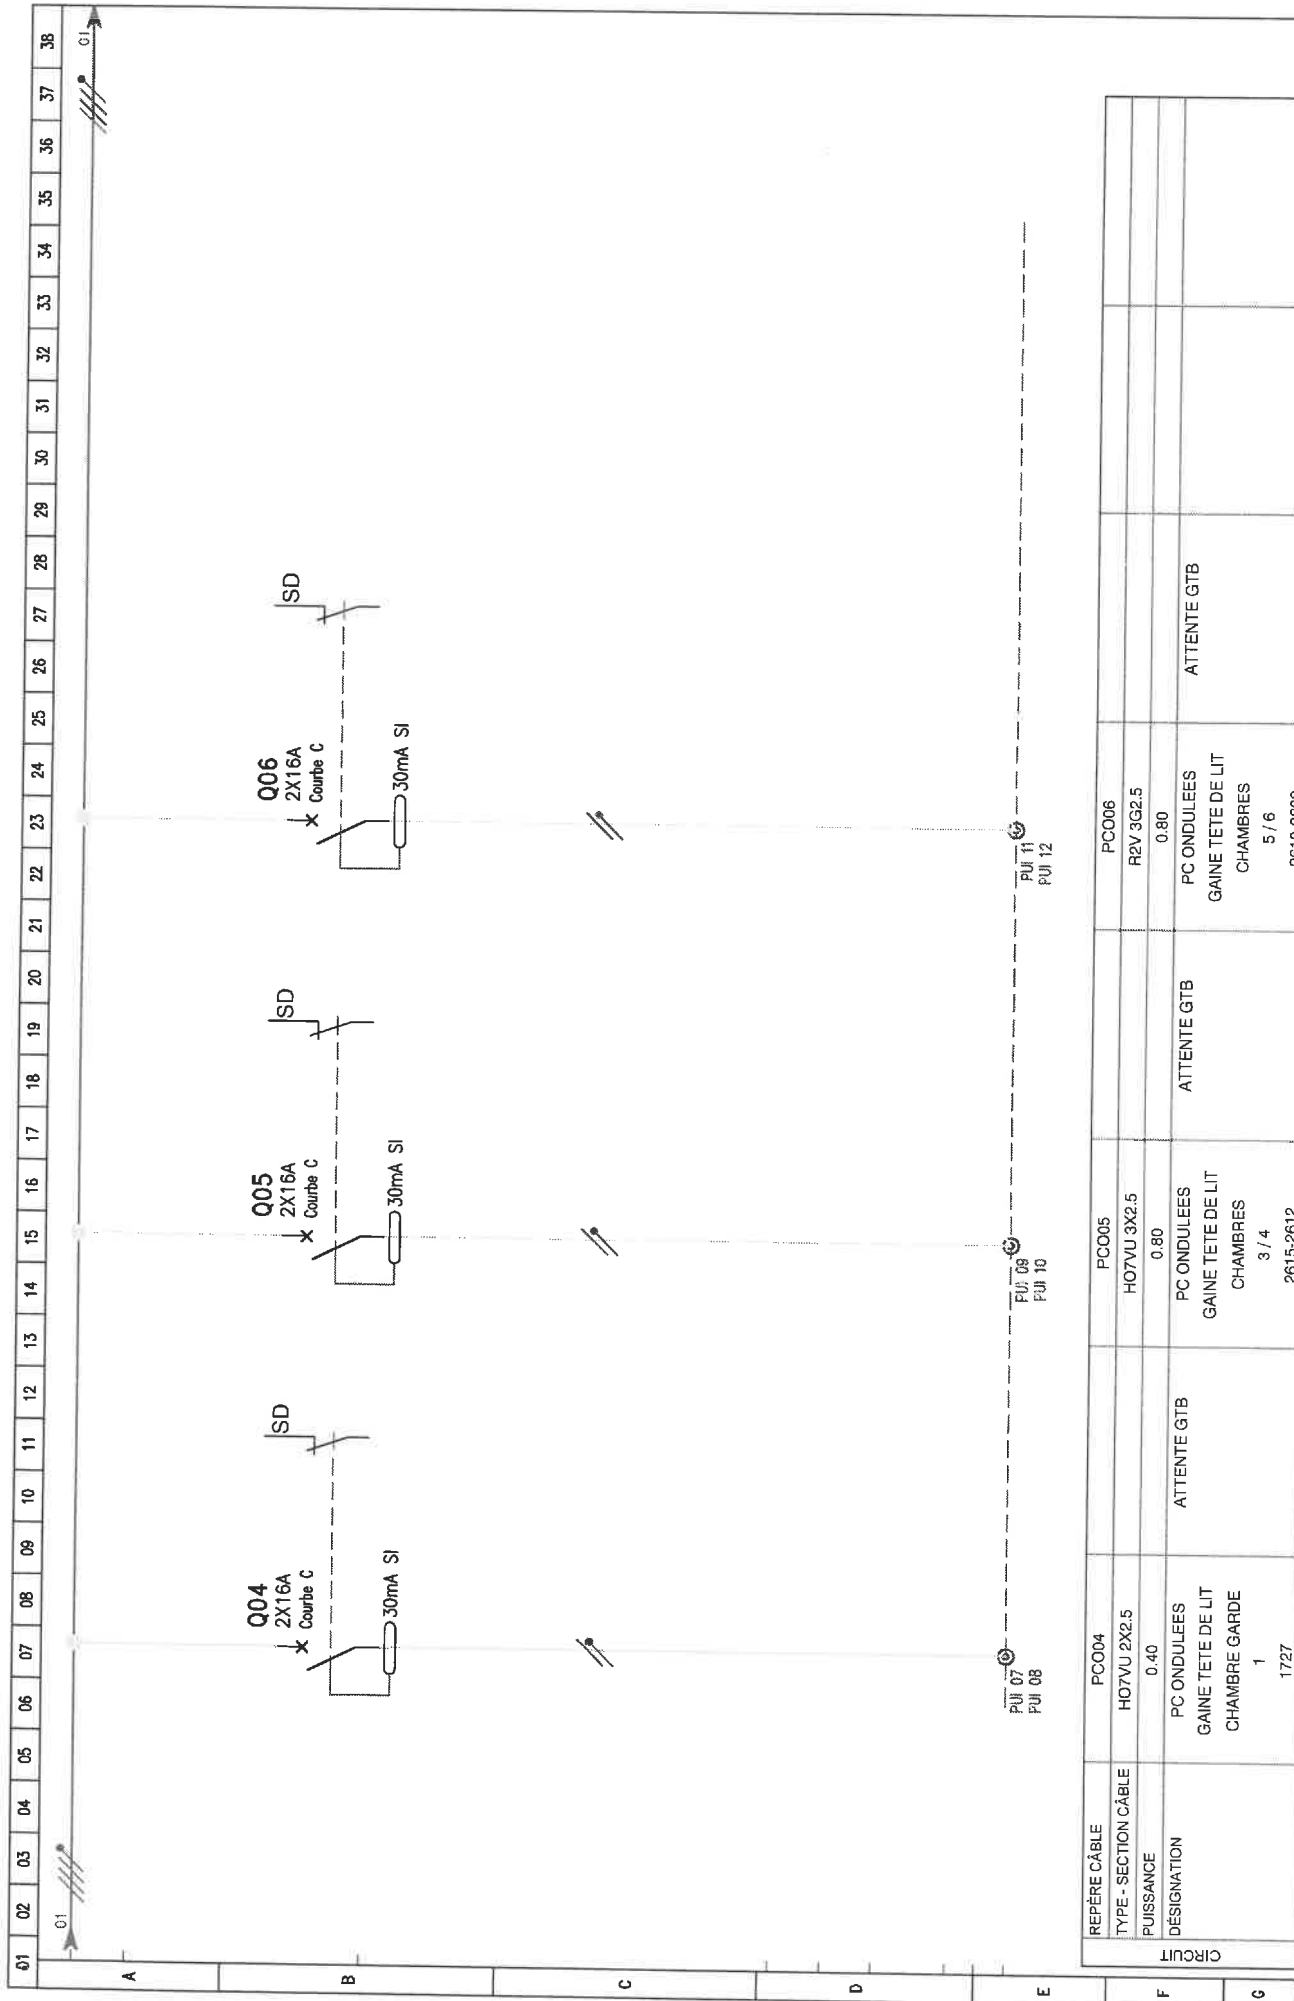 01 02 03 04 05 06 07 08 09 10 11 12 13 14 15 16 17 18 19 20 21 22 23 24 25 26 27 28 29 30 31 32 33 34 35 36 37 38
01
01
A
B
C
D
E
F
G
Q04
2X16A
Courbe C
30mA SI
SD
Q05
2X16A
Courbe C
30mA SI
SD
Q06
2X16A
Courbe C
30mA SI
SD
PUI 07
PUI 08
PUI 09
PUI 10
PUI 11
PUI 12
CIRCUIT
REPÈRE CÂBLE PCO04 PCO05 PCO06
TYPE - SECTION CÂBLE HO7VU 2X2.5 HO7VU 3X2.5 R2V 3G2.5
PUISSANCE 0.40 0.80 0.80
DÉSIGNATION
PC ONDULEES
GAINE TETE DE LIT
CHAMBRE GARDE
1
1727
ATTENTE GTB
PC ONDULEES
GAINE TETE DE LIT
CHAMBRES
3 / 4
2615-2612
ATTENTE GTB
PC ONDULEES
GAINE TETE DE LIT
CHAMBRES
5 / 6
ATTENTE GTB